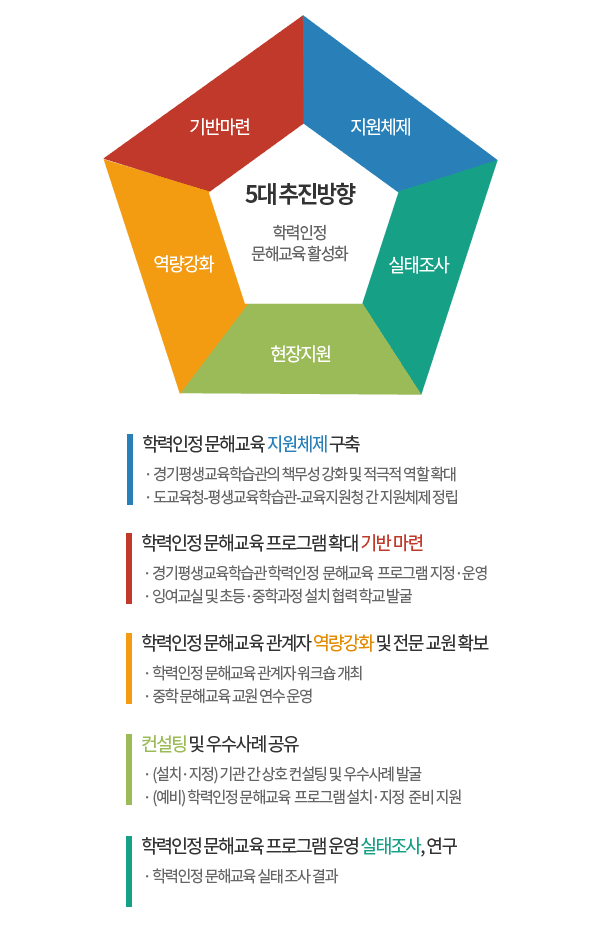 기반마련
지원체제
5대 추진방향
학력인정
문해교육 활성화
역량강화
실태조사
현장지원
학력인정 문해교육 지원체제 구축
· 경기평생교육학습관의 책무성 강화 및 적극적 역할 확대
· 도교육청-평생교육학습관-교육지원청 간 지원체제 정립
학력인정 문해교육 프로그램 확대 기반 마련
· 경기평생교육학습관 학력인정 문해교육 프로그램 지정·운영
· 잉여교실 및 초등·중학과정 설치 협력 학교 발굴
학력인정 문해교육 관계자 역량강화 및 전문 교원 확보
· 학력인정 문해교육 관계자 워크숍 개최
· 중학 문해교육 교원 연수 운영
컨설팅 및 우수사례 공유
· (설치·지정) 기관 간 상호 컨설팅 및 우수사례 발굴
· (예비) 학력인정 문해교육 프로그램 설치·지정 준비 지원
학력인정 문해교육 프로그램 운영 실태조사, 연구
· 학력인정 문해교육 실태 조사 결과